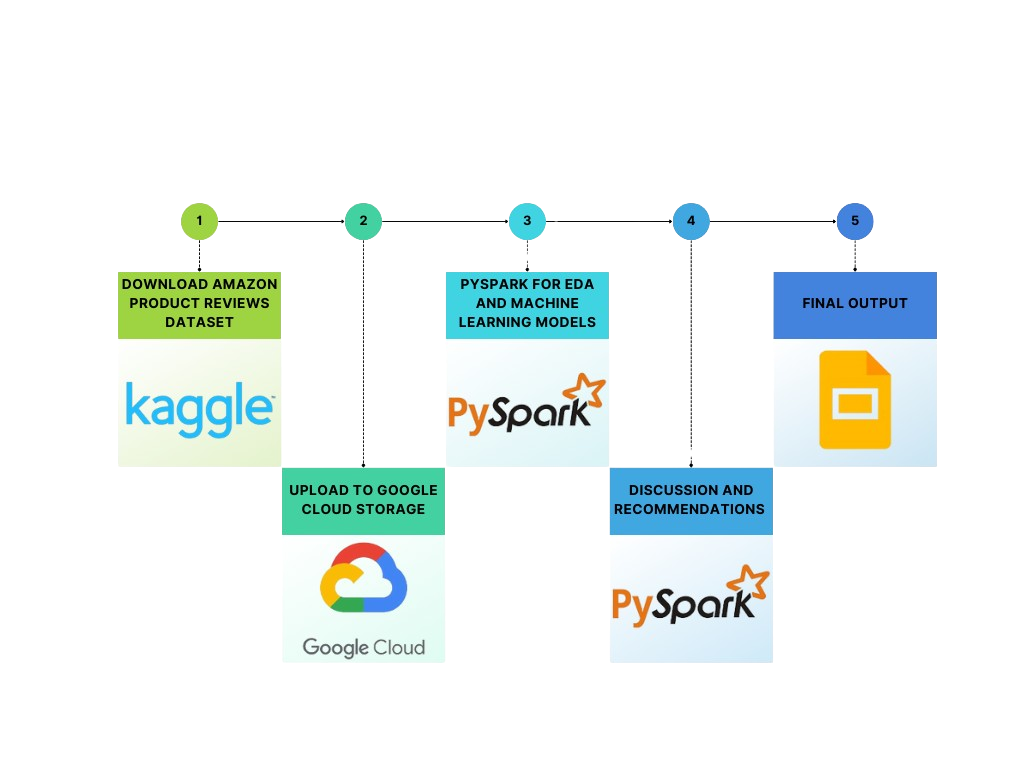 1
2
3
4
5
DOWNLOAD AMAZON
PRODUCT REVIEWS
DATASET
kaggle™
UPLOAD TO GOOGLE
CLOUD STORAGE
Google Cloud
PYSPARK FOR EDA
AND MACHINE
LEARNING MODELS
PySpark
DISCUSSION AND
RECOMMENDATIONS
PySpark
FINAL OUTPUT